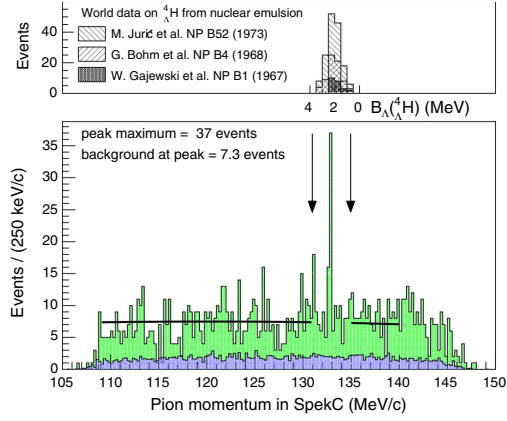 World data on ⁴ΛH from nuclear emulsion
M. Jurič et al. NP B52 (1973)
G. Bohm et al. NP B4 (1968)
W. Gajewski et al. NP B1 (1967)
Events
50
0
4 2 0 BΛ(⁴ΛH) (MeV)
peak maximum = 37 events
background at peak = 7.3 events
Events / (250 keV/c)
35
30
25
20
15
10
5
0
105 110 115 120 125 130 135 140 145 150
Pion momentum in SpekC (MeV/c)